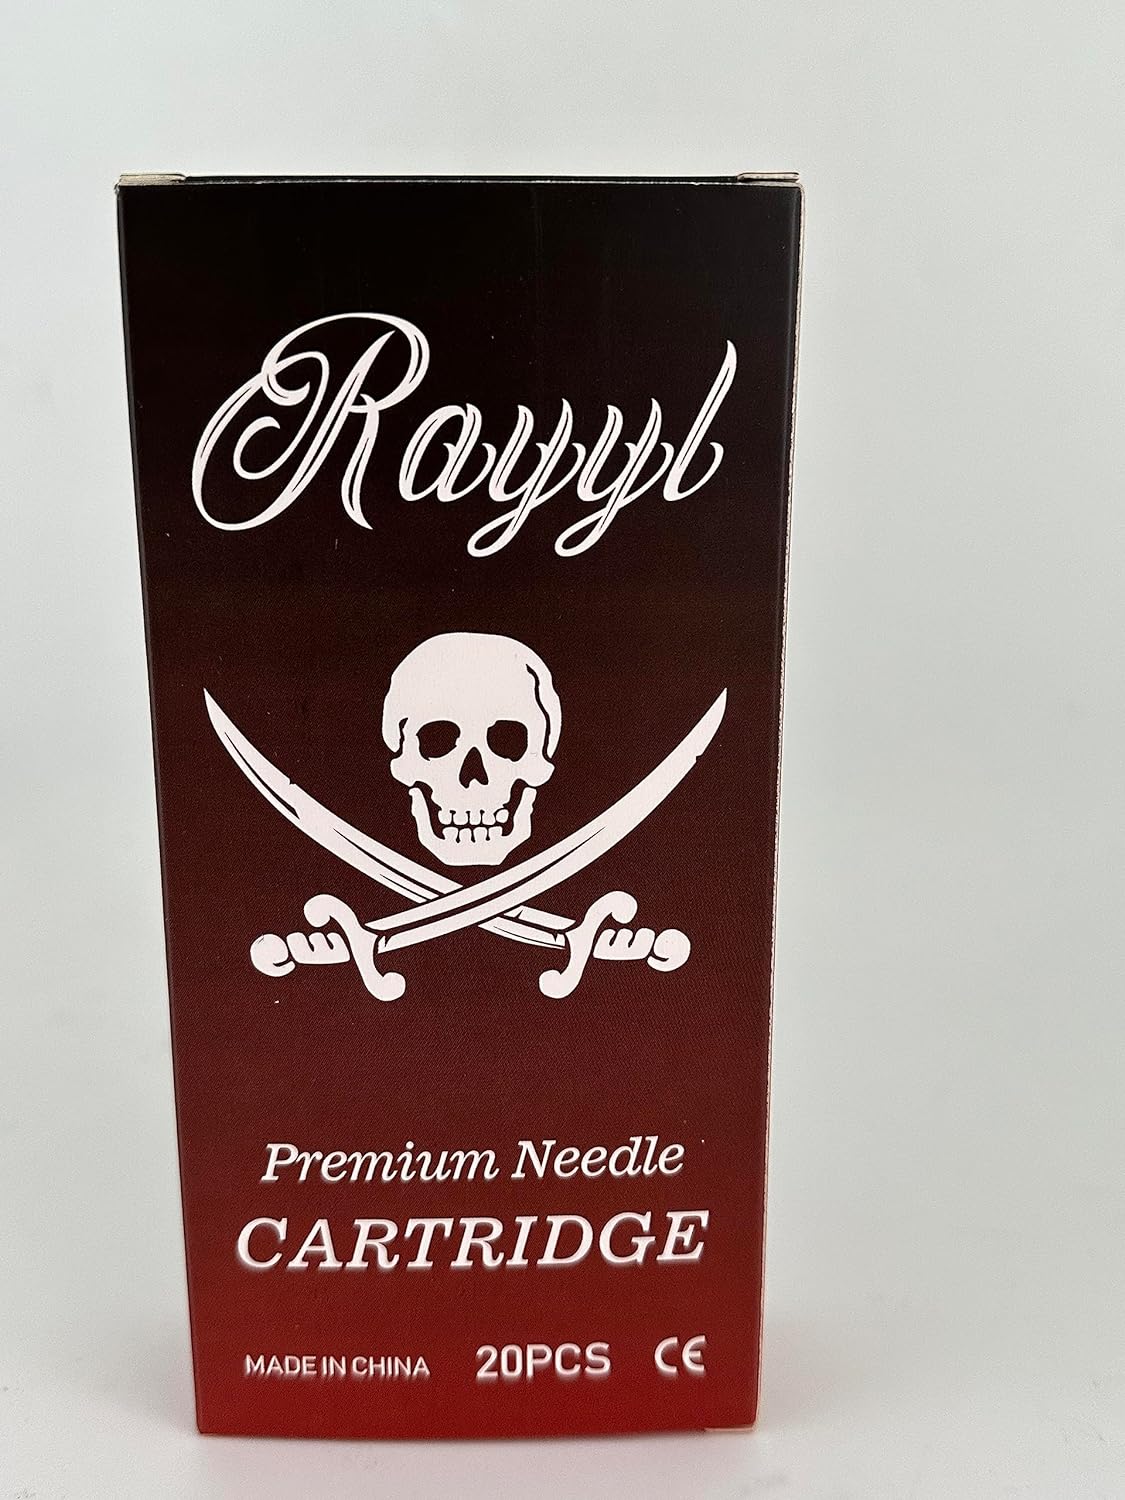 Rayyl
Premium Needle
CARTRIDGE
MADE IN CHINA 20PCS CE